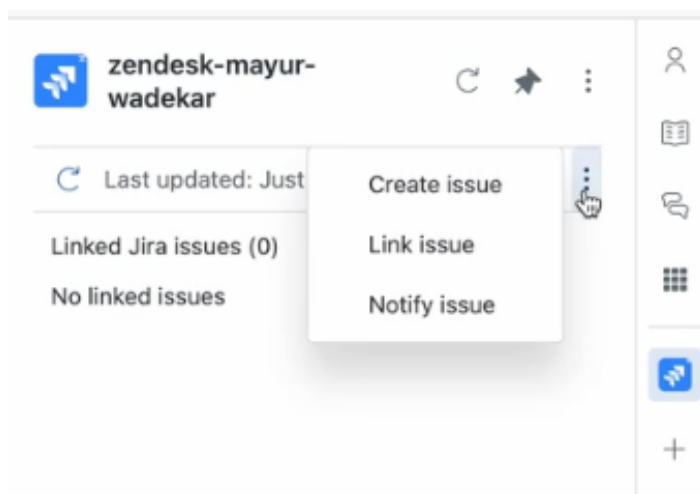 zendesk-mayur-
wadekar
Last updated: Just
Create issue
Linked Jira issues (0)
Link issue
No linked issues
Notify issue